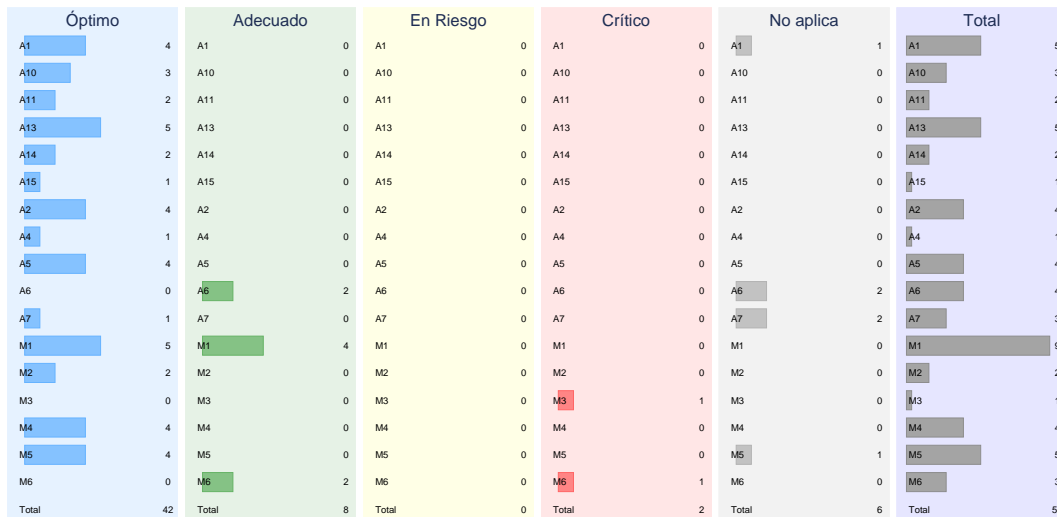 Óptimo Adecuado En Riesgo Crítico No aplica Total
A1 4 A1 0 A1 0 A1 0 A1 1 A1 5
A10 3 A10 0 A10 0 A10 0 A10 0 A10 3
A11 2 A11 0 A11 0 A11 0 A11 0 A11 2
A13 5 A13 0 A13 0 A13 0 A13 0 A13 5
A14 2 A14 0 A14 0 A14 0 A14 0 A14 2
A15 1 A15 0 A15 0 A15 0 A15 0 A15 1
A2 4 A2 0 A2 0 A2 0 A2 0 A2 4
A4 1 A4 0 A4 0 A4 0 A4 0 A4 1
A5 4 A5 0 A5 0 A5 0 A5 0 A5 4
A6 0 A6 2 A6 0 A6 0 A6 2 A6 4
A7 1 A7 0 A7 0 A7 0 A7 2 A7 3
M1 5 M1 4 M1 0 M1 0 M1 0 M1 9
M2 2 M2 0 M2 0 M2 0 M2 0 M2 2
M3 0 M3 0 M3 0 M3 1 M3 0 M3 1
M4 4 M4 0 M4 0 M4 0 M4 0 M4 4
M5 4 M5 0 M5 0 M5 0 M5 1 M5 5
M6 0 M6 2 M6 0 M6 1 M6 0 M6 3
Total 42 Total 8 Total 0 Total 2 Total 6 Total 5